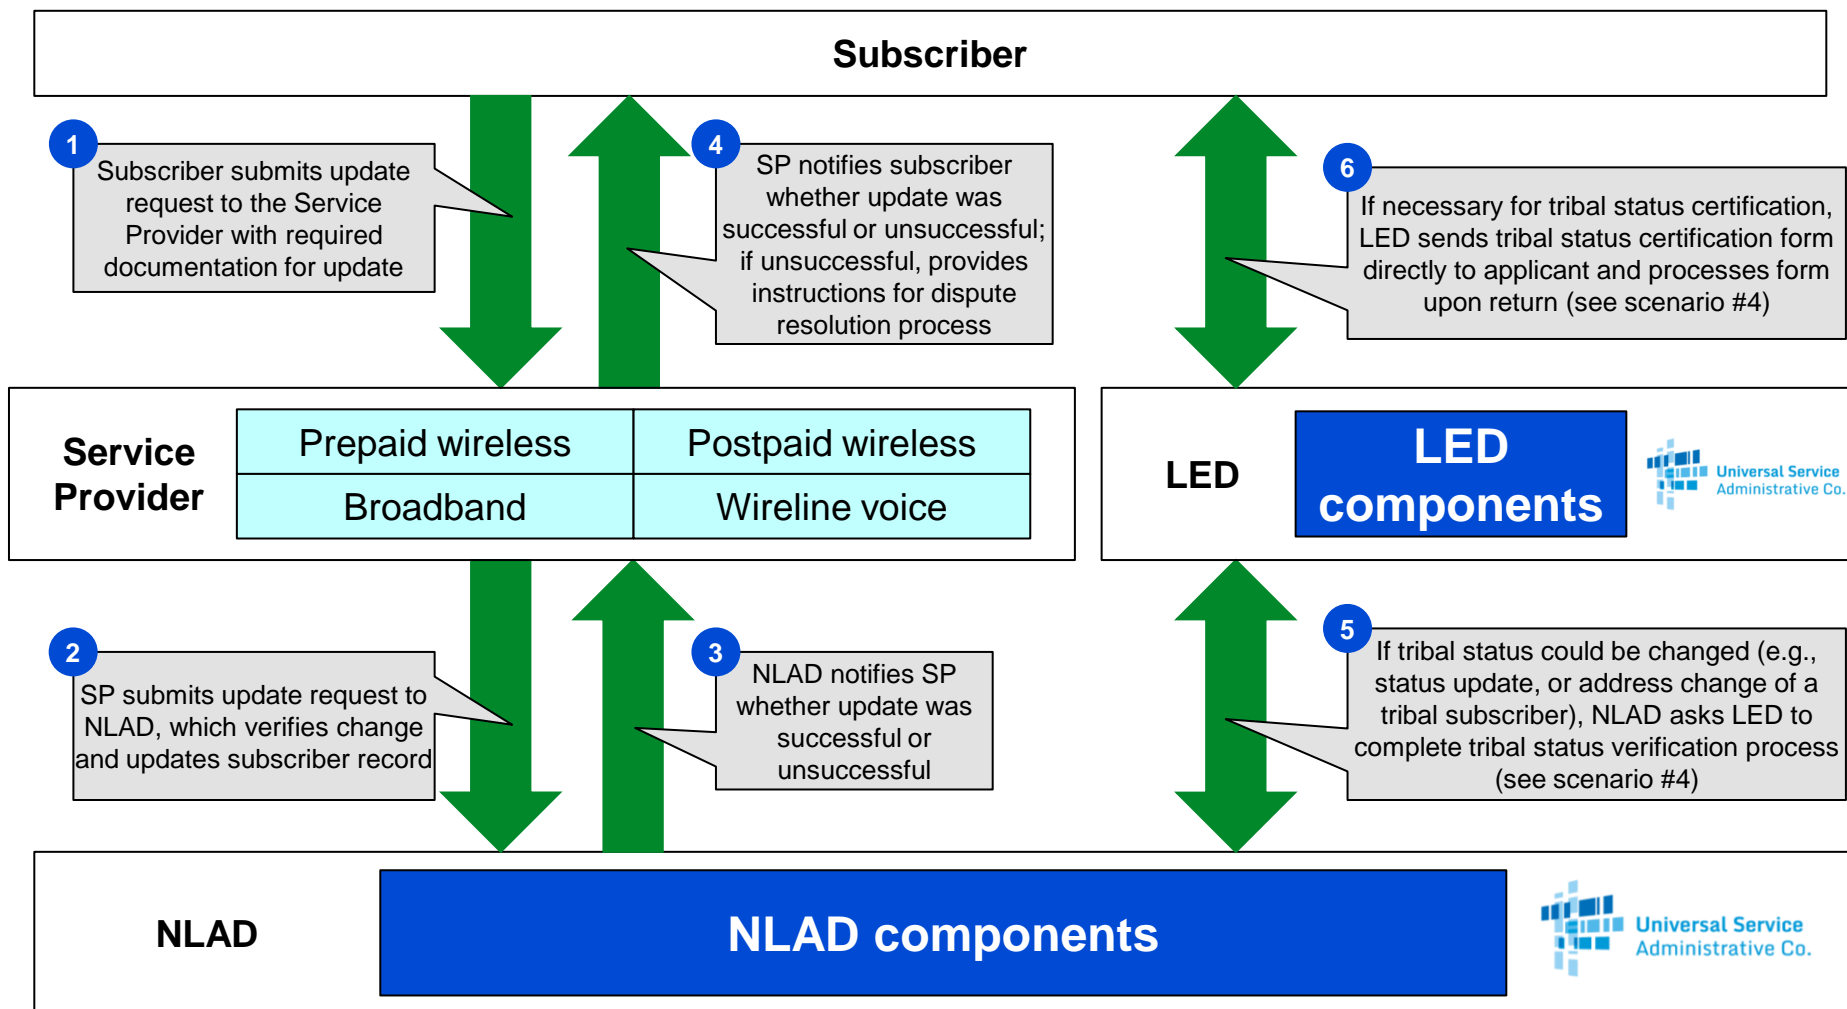 Subscriber
1
Subscriber submits update
request to the Service
Provider with required
documentation for update
4
SP notifies subscriber
whether update was
successful or unsuccessful;
if unsuccessful, provides
instructions for dispute
resolution process
6
If necessary for tribal status certification,
LED sends tribal status certification form
directly to applicant and processes form
upon return (see scenario #4)
Service
Provider
Prepaid wireless
Postpaid wireless
Broadband
Wireline voice
LED
LED
components
Universal Service
Administrative Co.
2
SP submits update request to
NLAD, which verifies change
and updates subscriber record
3
NLAD notifies SP
whether update was
successful or
unsuccessful
5
If tribal status could be changed (e.g.,
status update, or address change of a
tribal subscriber), NLAD asks LED to
complete tribal status verification process
(see scenario #4)
NLAD
NLAD components
Universal Service
Administrative Co.